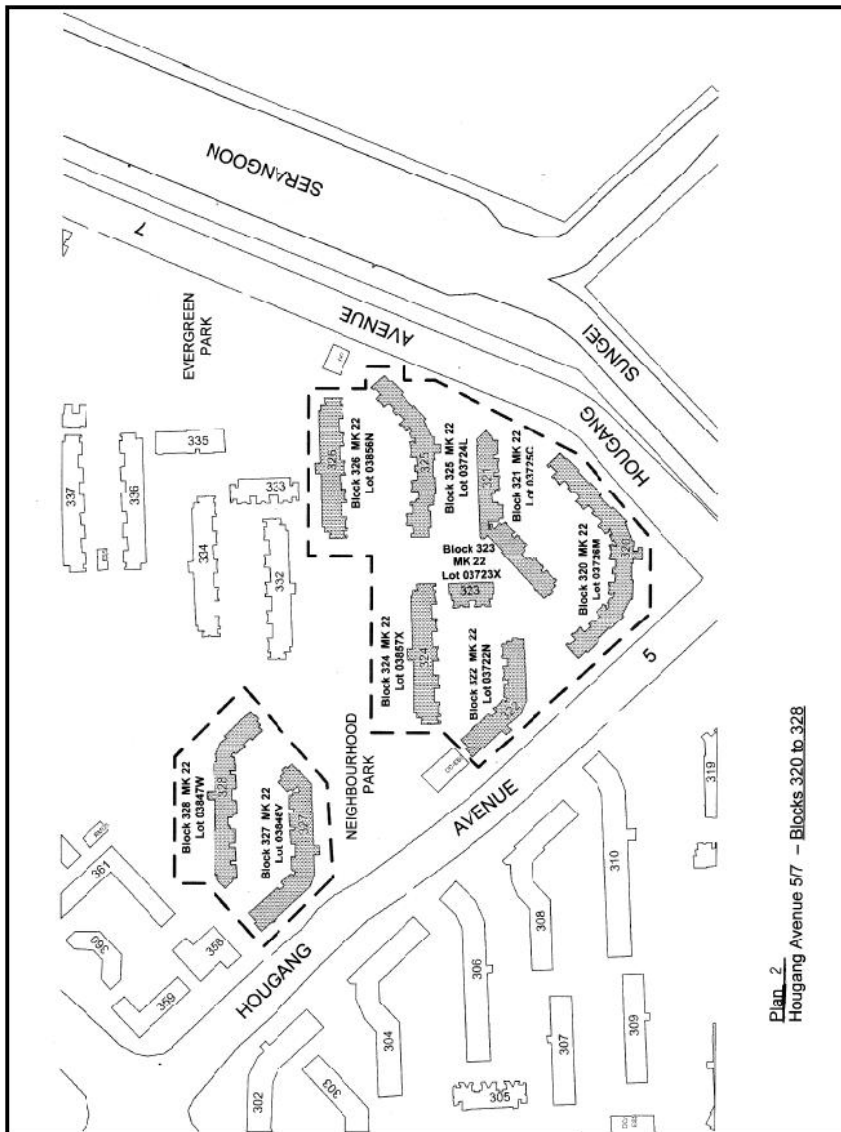 SERANGOON
7
AVENUE
SUNGEI
HOUGANG
EVERGREEN
PARK
337
336
335
334
333
332
326
Block 326 MK 22
Lot 03856N
325
Block 325 MK 22
Lot 03724L
321
Block 321 MK 22
Block 323
MK 22
Lot 03723X
323
320
Block 320 MK 22
Block 324 MK 22
Lot 03857X
324
322
Lot 03722N
5
AVENUE
HOUGANG
NEIGHBOURHOOD
PARK
Block 328 MK 22
Lot 03847W
328
Block 327 MK 22
327
361
360
358
359
302
303
304
305
306
307
308
309
310
319
Plan 2
Hougang Avenue 5/7 – Blocks 320 to 328